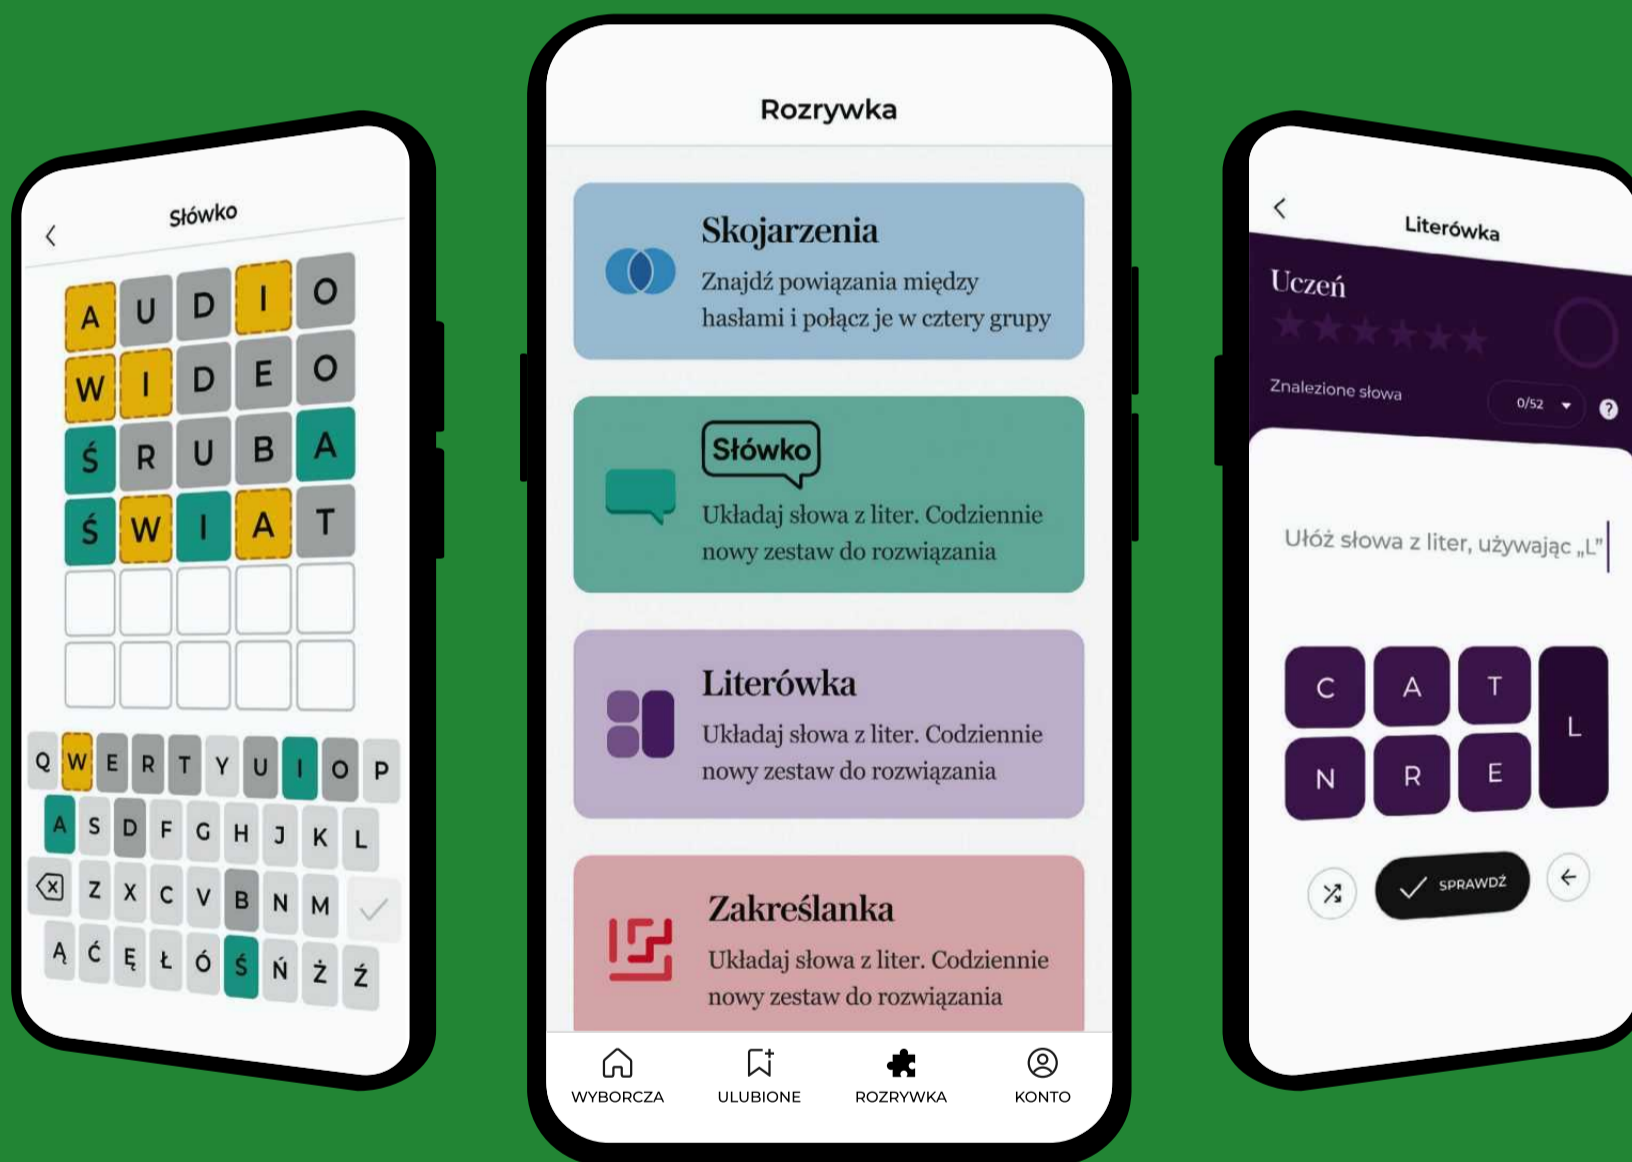 Słówko
A U D I O
W I D E O
Ś R U B A
Ś W I A T
Q W E R T Y U I O P
A S D F G H J K L
Z X C V B N M
Ą Ć Ę Ł Ó Ś Ń Ż Ź
Rozrywka
Skojarzenia
Znajdź powiązania między
hasłami i połącz je w cztery grupy
Słówko
Układaj słowa z liter. Codziennie
nowy zestaw do rozwiązania
Literówka
Układaj słowa z liter. Codziennie
nowy zestaw do rozwiązania
Zakreślanka
Układaj słowa z liter. Codziennie
nowy zestaw do rozwiązania
WYBORCZA ULUBIONE ROZRYWKA KONTO
Literówka
Uczeń
Znalezione słowa 0/52 ?
Ułóż słowa z liter, używając „L”
C A T L
N R E
SPRAWDŹ